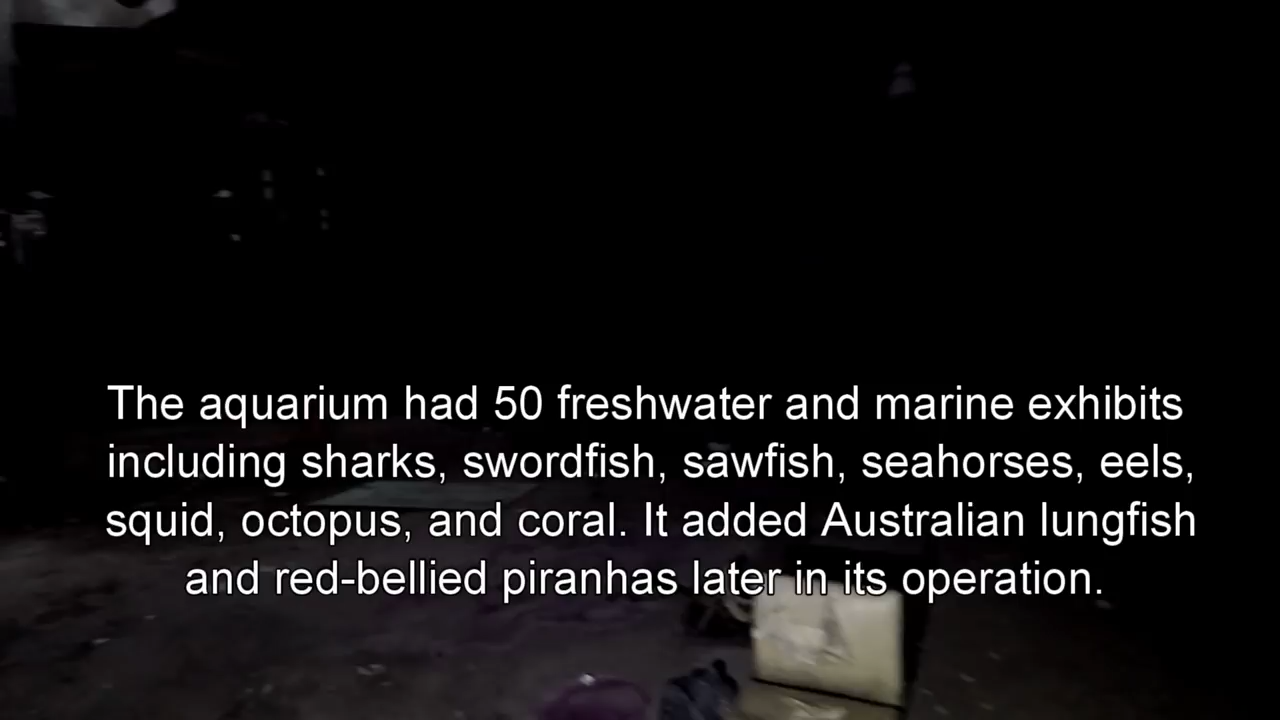 The aquarium had 50 freshwater and marine exhibits
including sharks, swordfish, sawfish, seahorses, eels,
squid, octopus, and coral. It added Australian lungfish
and red-bellied piranhas later in its operation.